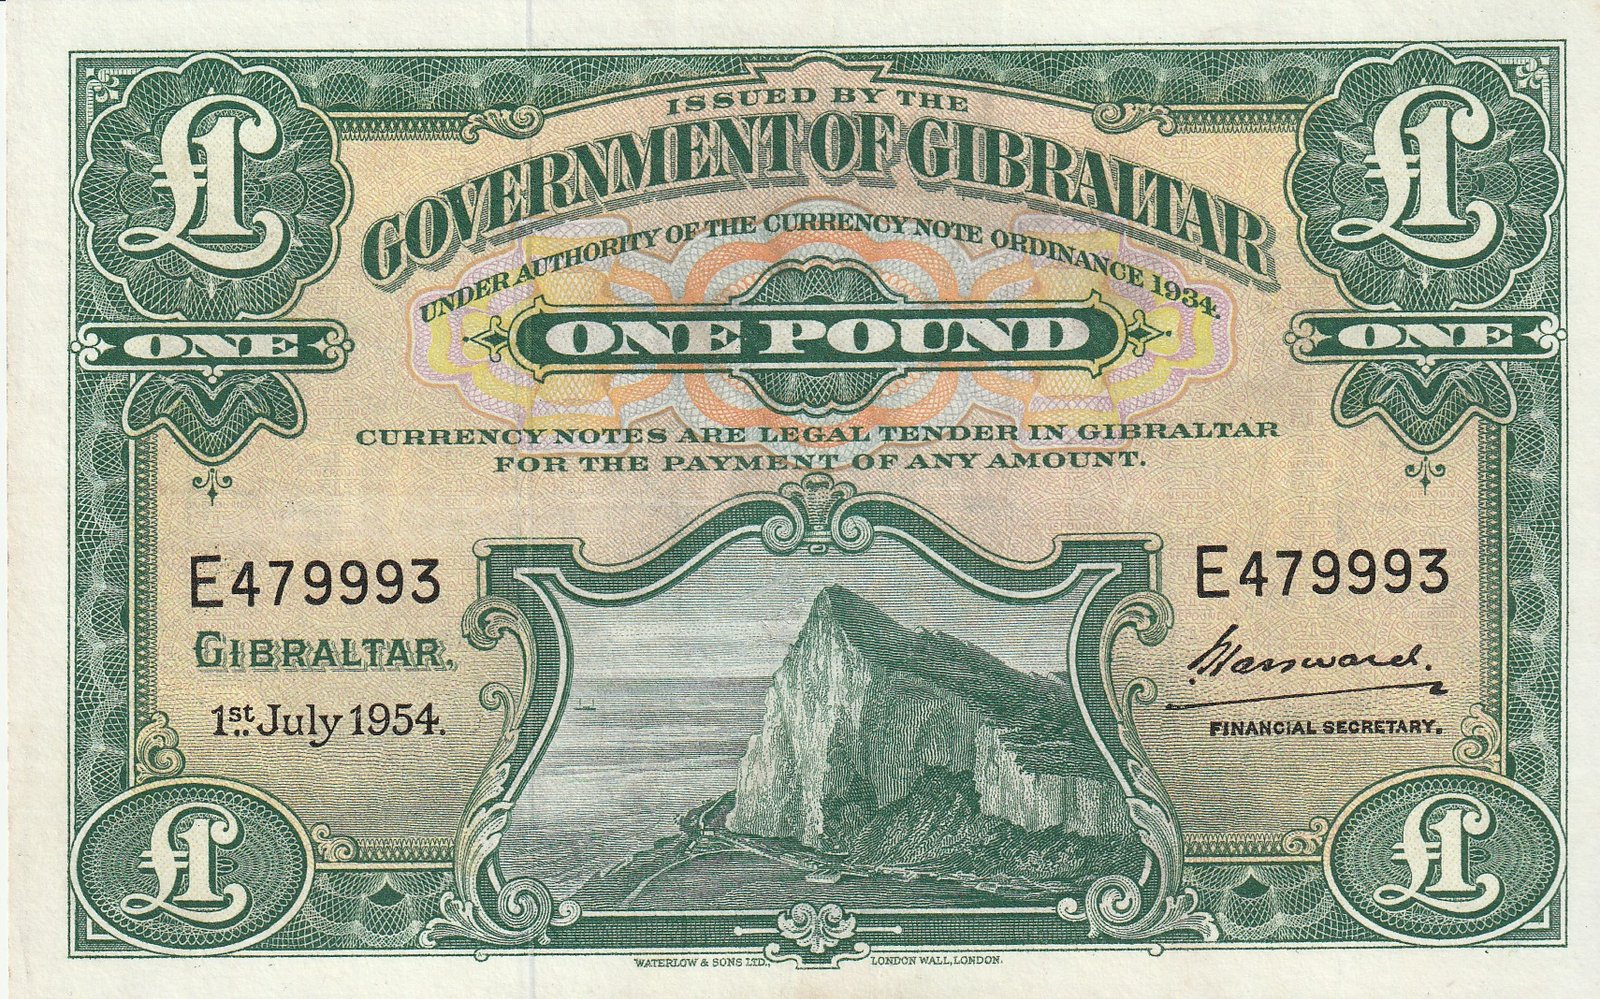 £1
£1
ISSUED BY THE
GOVERNMENT OF GIBRALTAR
UNDER AUTHORITY OF THE CURRENCY NOTE ORDINANCE 1934.
ONE
ONE POUND
ONE
CURRENCY NOTES ARE LEGAL TENDER IN GIBRALTAR
FOR THE PAYMENT OF ANY AMOUNT.
E479993
E479993
GIBRALTAR,
1st. July 1954.
FINANCIAL SECRETARY.
£1
£1
WATERLOW & SONS LTD., LONDON WALL, LONDON.